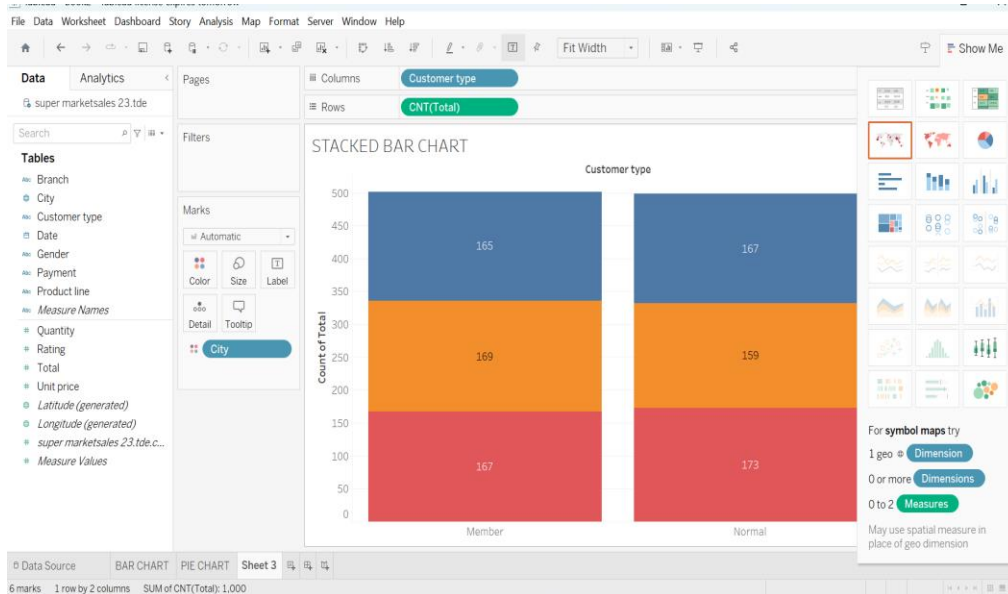 File Data Worksheet Dashboard Story Analysis Map Format Server Window Help
Fit Width
Show Me
Data Analytics
super marketsales 23.tde
Search
Tables
Abc Branch
City
Abc Customer type
Date
Abc Gender
Abc Payment
Abc Product line
Abc Measure Names
# Quantity
# Rating
# Total
# Unit price
Latitude (generated)
Longitude (generated)
# super marketsales 23.tde.c...
# Measure Values
Pages
Filters
Marks
Automatic
Color Size Label
Detail Tooltip
City
Columns Customer type
Rows CNT(Total)
STACKED BAR CHART
Customer type
Count of Total
500
450
400
350
300
250
200
150
100
50
0
165
167
169
159
167
173
Member Normal
For symbol maps try
1 geo Dimension
0 or more Dimensions
0 to 2 Measures
May use spatial measure in
place of geo dimension
Data Source BAR CHART PIE CHART Sheet 3
6 marks 1 row by 2 columns SUM of CNT(Total): 1,000